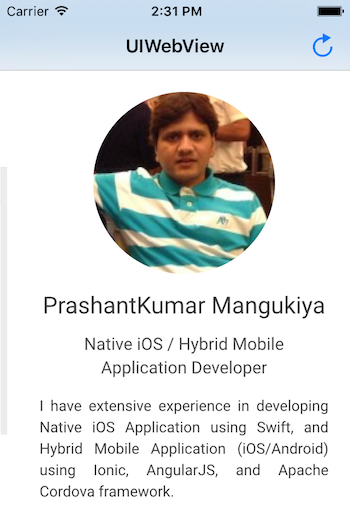 Carrier 2:31 PM
UIWebView
PrashantKumar Mangukiya
Native iOS / Hybrid Mobile
Application Developer
I have extensive experience in developing
Native iOS Application using Swift, and
Hybrid Mobile Application (iOS/Android)
using Ionic, AngularJS, and Apache
Cordova framework.